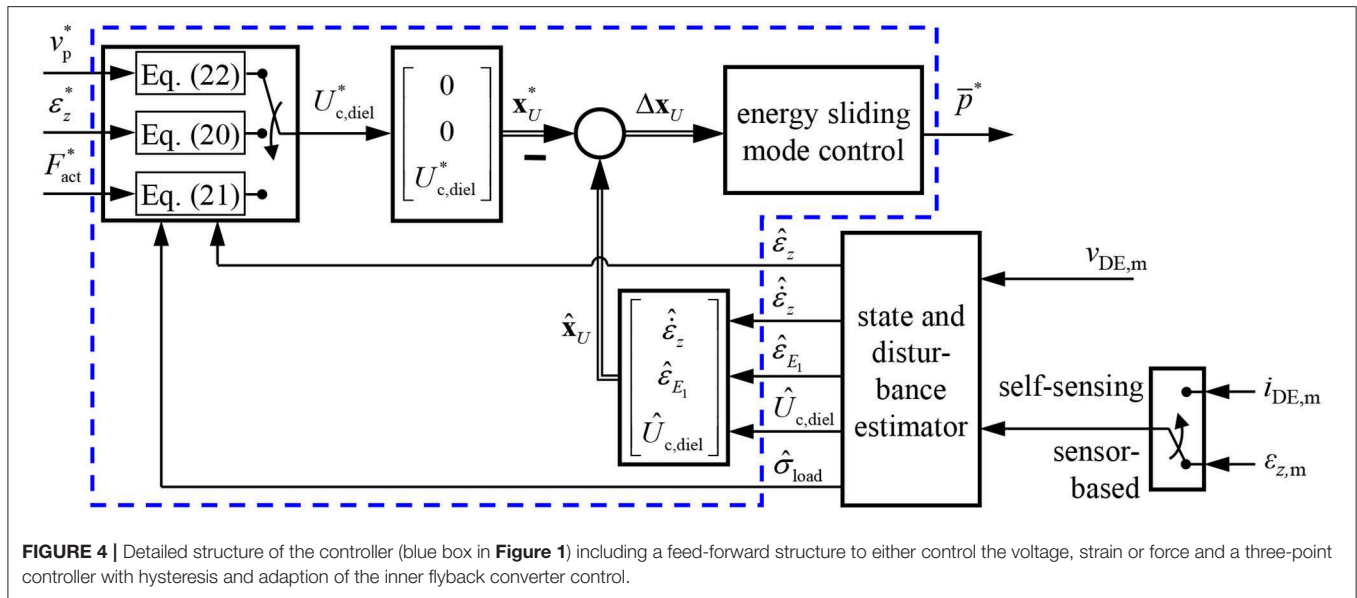 v*p
Eq. (22)
ε*z
Eq. (20)
F*act
Eq. (21)
U*c,diel
0
0
U*c,diel
x*U
−
Δx_U
energy sliding
mode control
p̄*
ε̂z
ε̇̂z
ε̂E1
Ûc,diel
σ̂load
x̂U
ε̇̂z
ε̂E1
Ûc,diel
state and
distur-
bance
estimator
vDE,m
self-sensing
iDE,m
sensor-
based
εz,m
FIGURE 4 | Detailed structure of the controller (blue box in Figure 1) including a feed-forward structure to either control the voltage, strain or force and a three-point
controller with hysteresis and adaption of the inner flyback converter control.